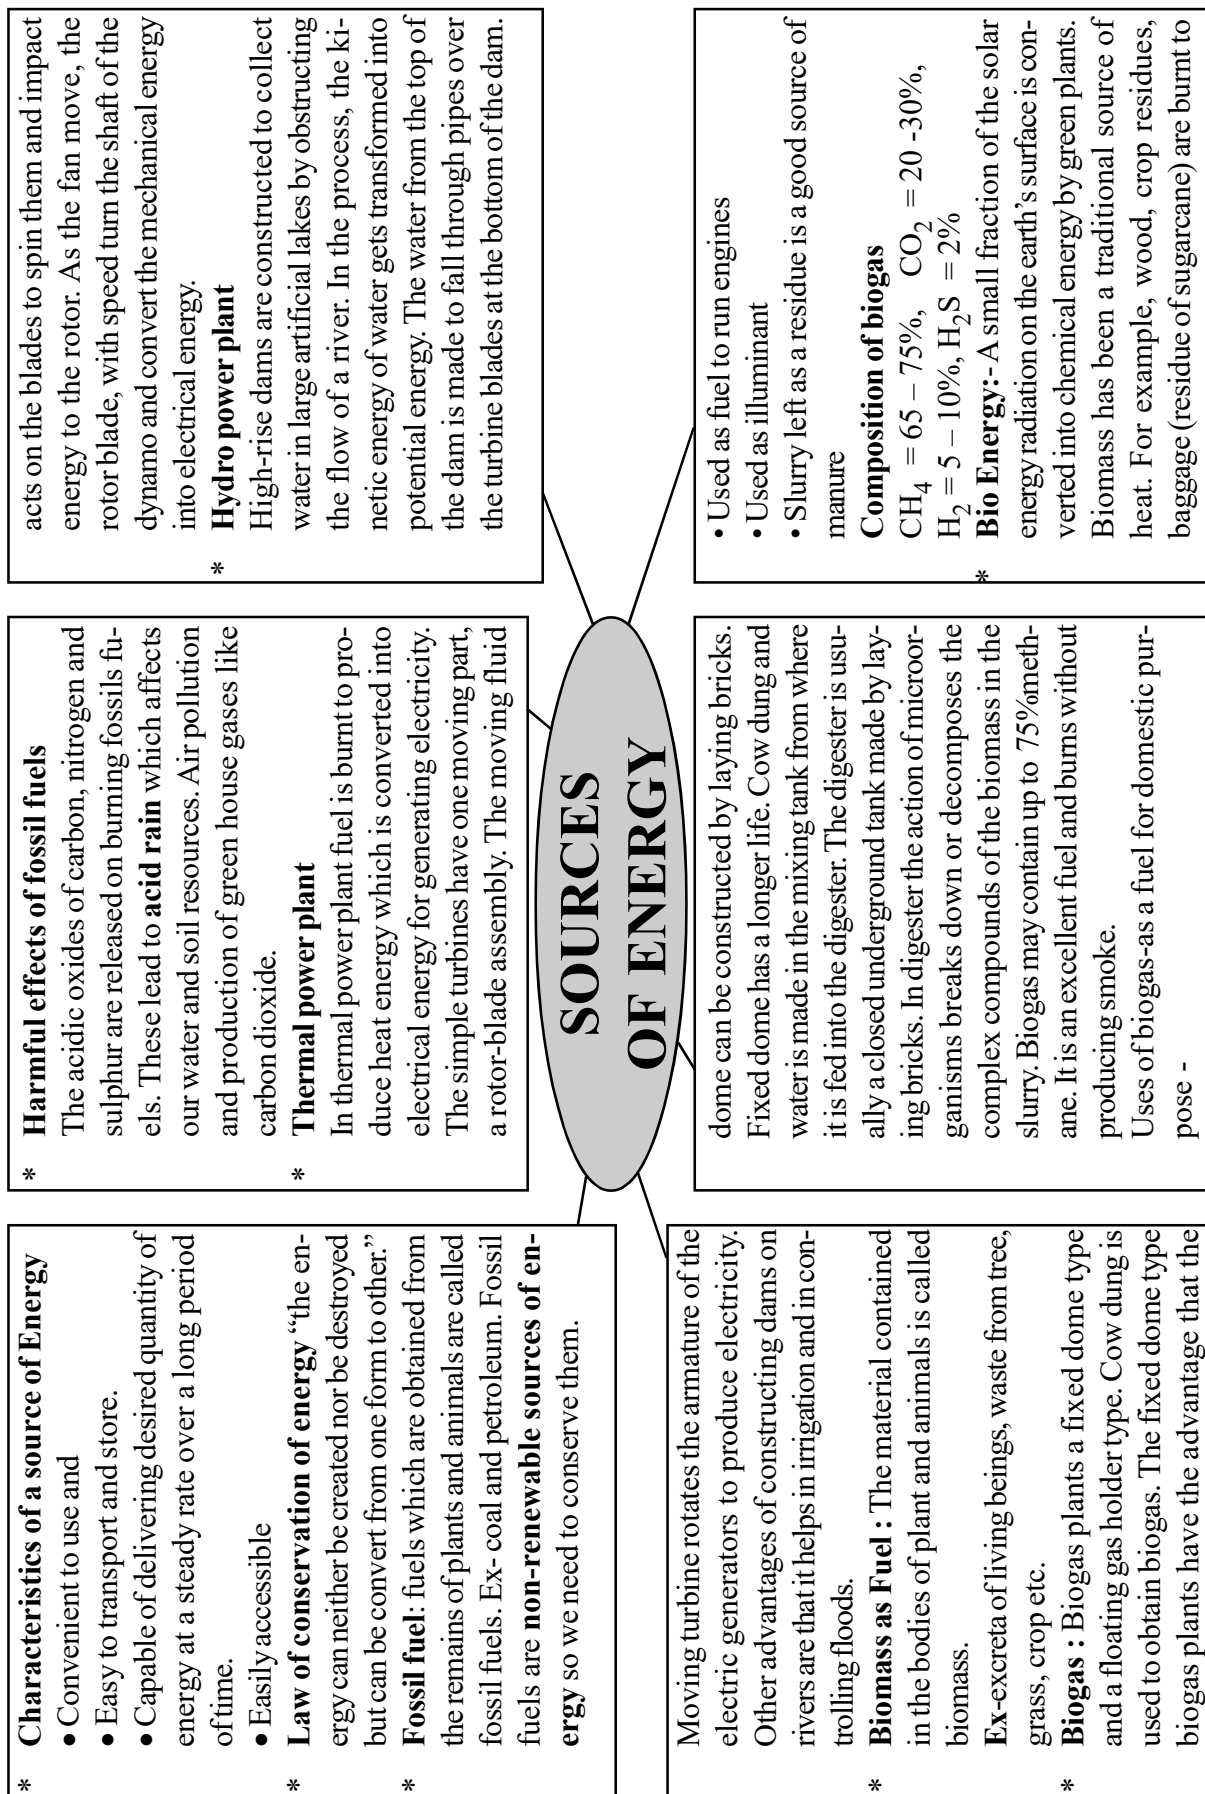 * Characteristics of a source of Energy
• Convenient to use and
• Easy to transport and store.
• Capable of delivering desired quantity of
energy at a steady rate over a long period
of time.
• Easily accessible
* Law of conservation of energy “the en-
ergy can neither be created nor be destroyed
but can be convert from one form to other.”
* Fossil fuel: fuels which are obtained from
the remains of plants and animals are called
fossil fuels. Ex- coal and petroleum. Fossil
fuels are non-renewable sources of en-
ergy so we need to conserve them.
* Harmful effects of fossil fuels
The acidic oxides of carbon, nitrogen and
sulphur are released on burning fossils fu-
els. These lead to acid rain which affects
our water and soil resources. Air pollution
and production of green house gases like
carbon dioxide.
* Thermal power plant
In thermal power plant fuel is burnt to pro-
duce heat energy which is converted into
electrical energy for generating electricity.
The simple turbines have one moving part,
a rotor-blade assembly. The moving fluid
acts on the blades to spin them and impact
energy to the rotor. As the fan move, the
rotor blade, with speed turn the shaft of the
dynamo and convert the mechanical energy
into electrical energy.
* Hydro power plant
High-rise dams are constructed to collect
water in large artificial lakes by obstructing
the flow of a river. In the process, the ki-
netic energy of water gets transformed into
potential energy. The water from the top of
the dam is made to fall through pipes over
the turbine blades at the bottom of the dam.
SOURCES
OF ENERGY
Moving turbine rotates the armature of the
electric generators to produce electricity.
Other advantages of constructing dams on
rivers are that it helps in irrigation and in con-
trolling floods.
* Biomass as Fuel : The material contained
in the bodies of plant and animals is called
biomass.
Ex-excreta of living beings, waste from tree,
grass, crop etc.
* Biogas : Biogas plants a fixed dome type
and a floating gas holder type. Cow dung is
used to obtain biogas. The fixed dome type
biogas plants have the advantage that the
dome can be constructed by laying bricks.
Fixed dome has a longer life. Cow dung and
water is made in the mixing tank from where
it is fed into the digester. The digester is usu-
ally a closed underground tank made by lay-
ing bricks. In digester the action of microor-
ganisms breaks down or decomposes the
complex compounds of the biomass in the
slurry. Biogas may contain up to 75%meth-
ane. It is an excellent fuel and burns without
producing smoke.
Uses of biogas-as a fuel for domestic pur-
pose -
• Used as fuel to run engines
• Used as illuminant
• Slurry left as a residue is a good source of
manure
Composition of biogas
CH₄ = 65 – 75%, CO₂ = 20 -30%,
H₂ = 5 – 10%, H₂S = 2%
* Bio Energy:- A small fraction of the solar
energy radiation on the earth’s surface is con-
verted into chemical energy by green plants.
Biomass has been a traditional source of
heat. For example, wood, crop residues,
baggage (residue of sugarcane) are burnt to